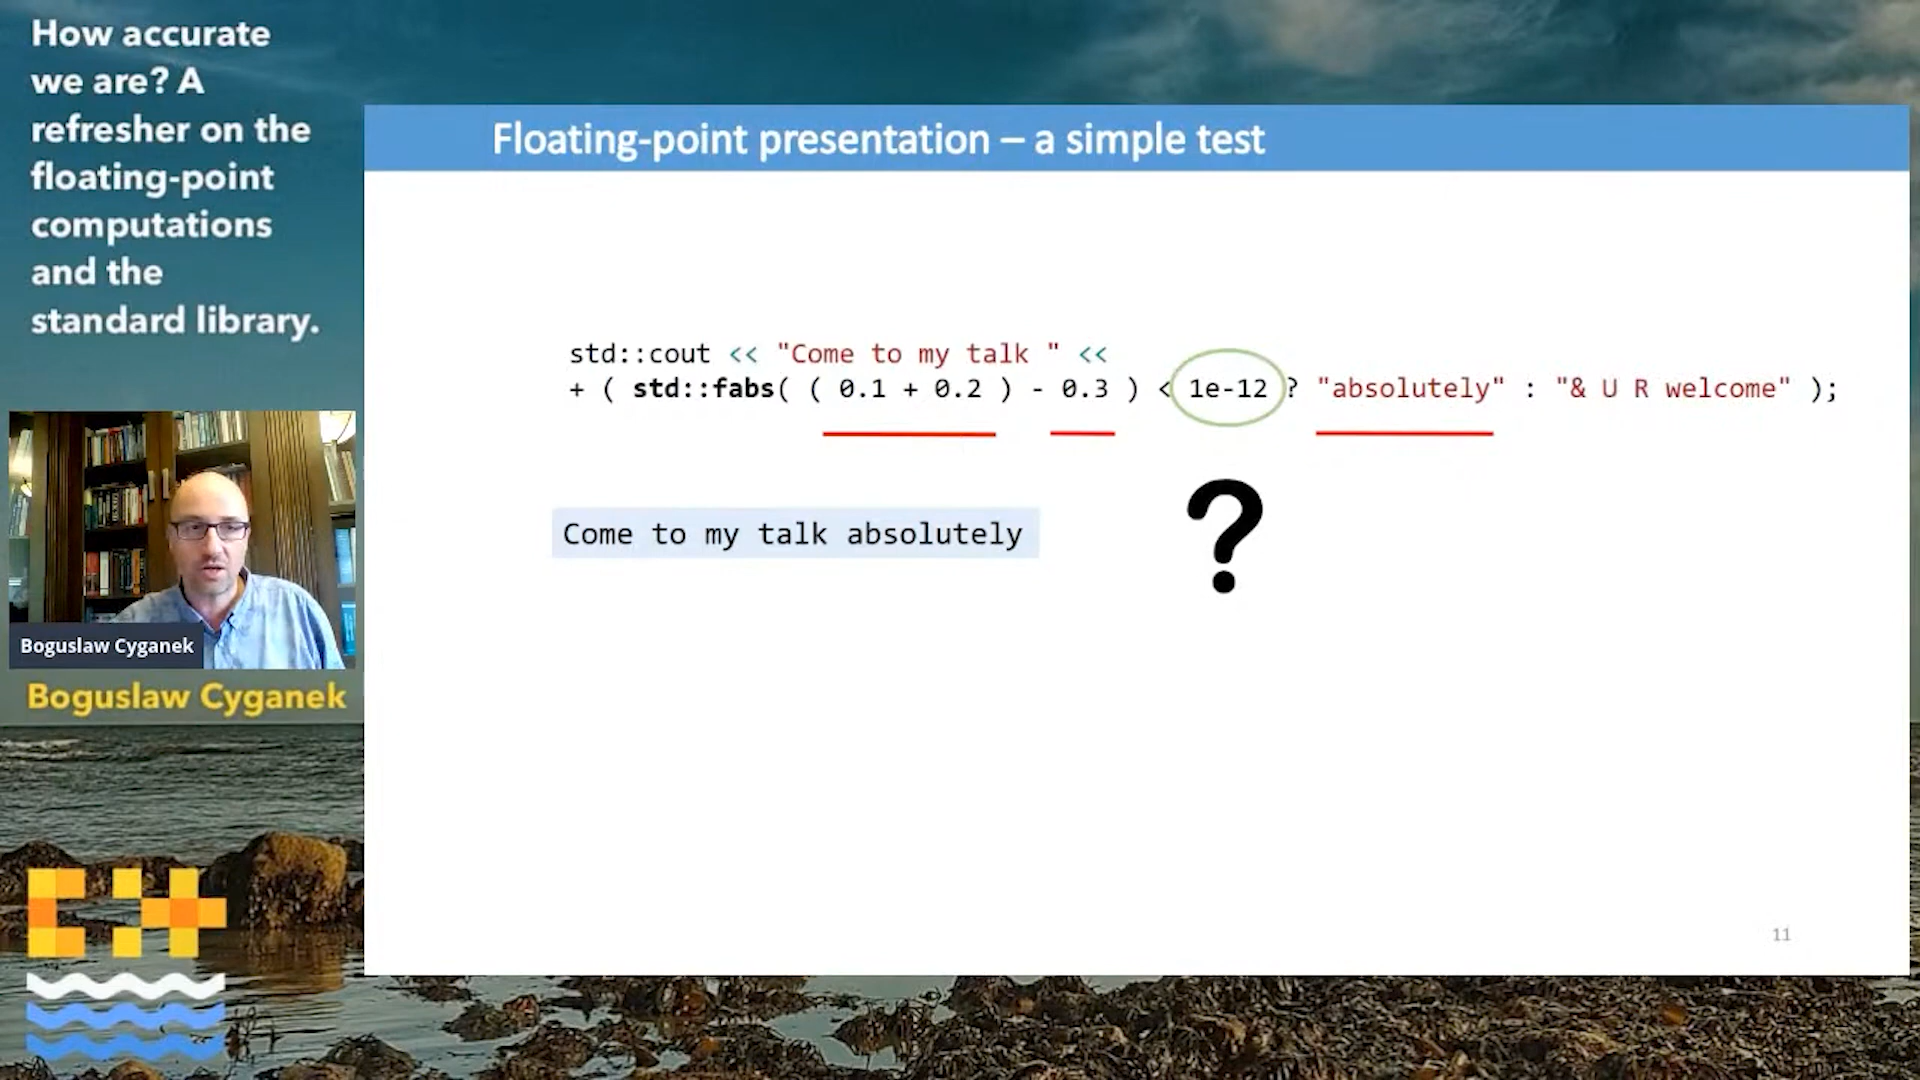 How accurate
we are? A
refresher on the
floating-point
computations
and the
standard library.
Floating-point presentation – a simple test
std::cout << "Come to my talk " <<
+ ( std::fabs( ( 0.1 + 0.2 ) - 0.3 ) < 1e-12 ? "absolutely" : "& U R welcome" );
Come to my talk absolutely
?
Boguslaw Cyganek
Boguslaw Cyganek
C++
11